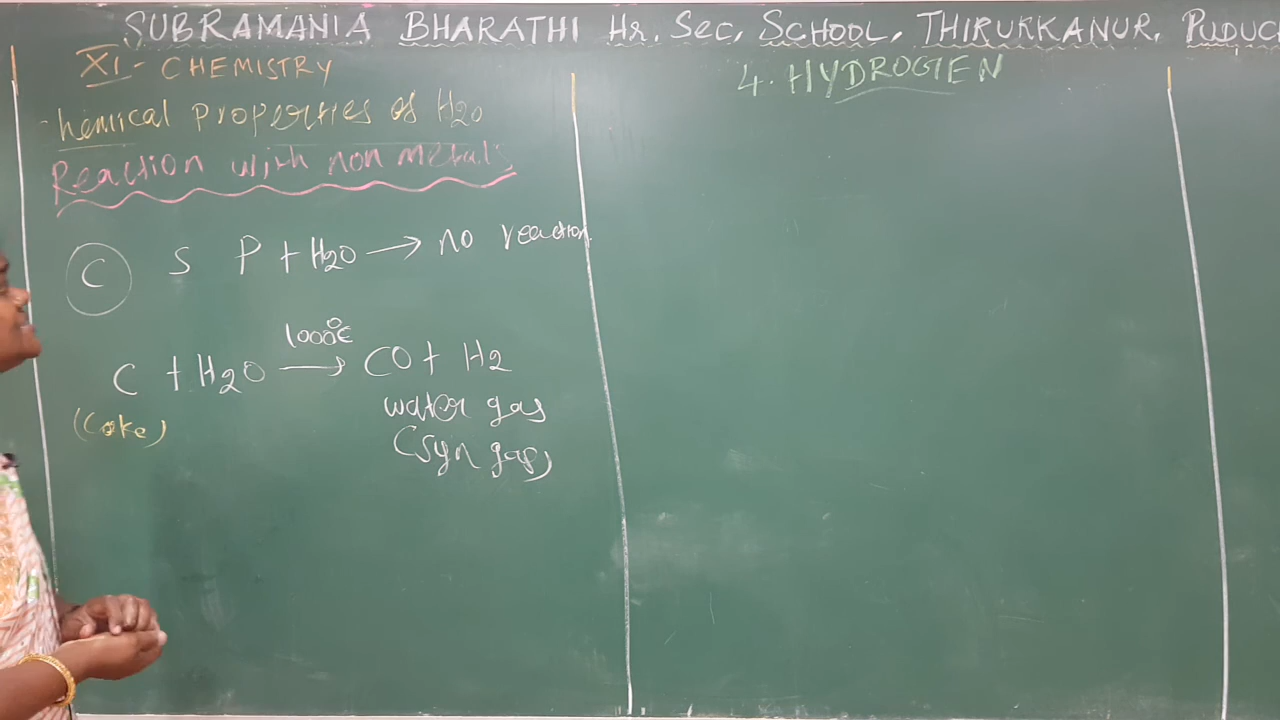 SUBRAMANIA BHARATHI Hr. Sec. SCHOOL, THIRUKKANUR, PUDUC
XI - CHEMISTRY
4. HYDROGEN
hemical properties of H2O
Reaction with non metals
C S P + H2O → no reaction
1000°C
C + H2O → CO + H2
(Coke)
water gas
(syn gas)